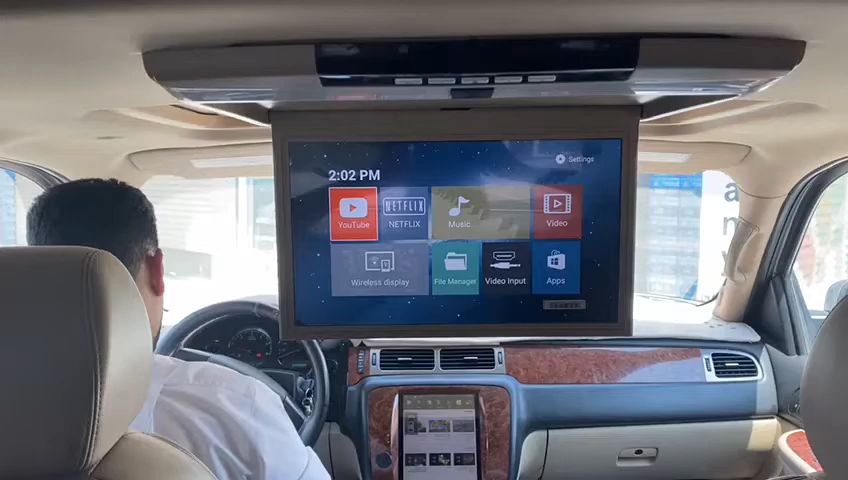 Settings
2:02 PM
YouTube
NETFLIX
NETFLIX
Music
Video
Wireless display
File Manager
Video Input
Apps